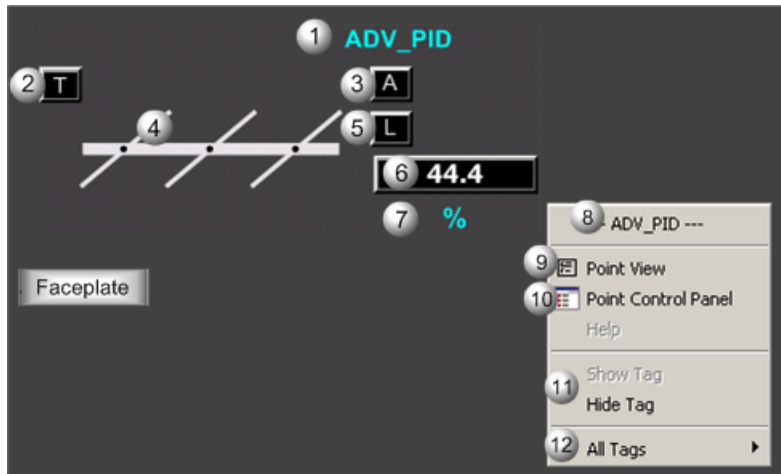 1 ADV_PID
2 T
3 A
4
5 L
6 44.4
7 %
8 - ADV_PID ---
9 Point View
10 Point Control Panel
Help
Show Tag
11
Hide Tag
12 All Tags
Faceplate